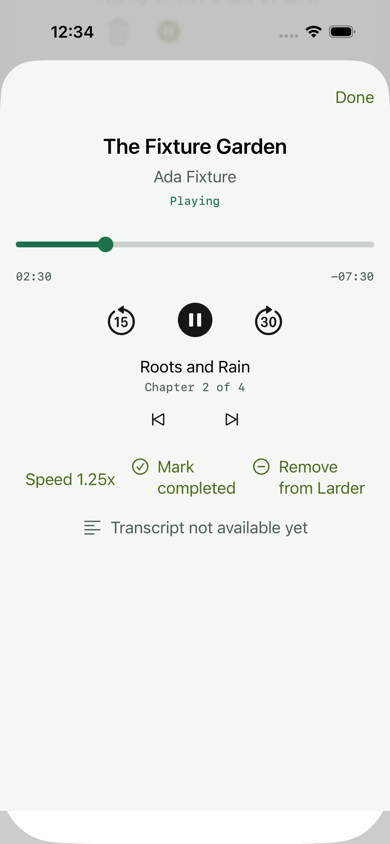 12:34
Done
The Fixture Garden
Ada Fixture
Playing
02:30
–07:30
15
30
Roots and Rain
Chapter 2 of 4
Speed 1.25x
Mark
completed
Remove
from Larder
Transcript not available yet